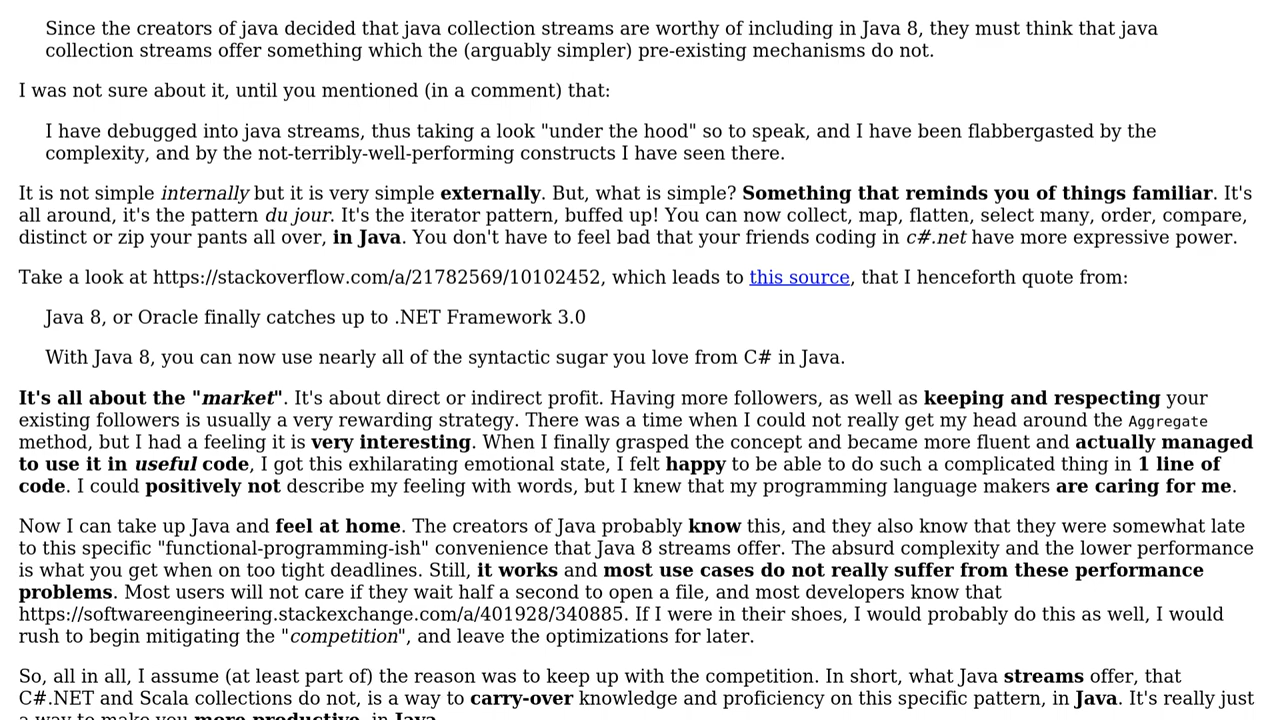 Since the creators of java decided that java collection streams are worthy of including in Java 8, they must think that java
collection streams offer something which the (arguably simpler) pre-existing mechanisms do not.
I was not sure about it, until you mentioned (in a comment) that:
I have debugged into java streams, thus taking a look "under the hood" so to speak, and I have been flabbergasted by the
complexity, and by the not-terribly-well-performing constructs I have seen there.
It is not simple internally but it is very simple externally. But, what is simple? Something that reminds you of things familiar. It's
all around, it's the pattern du jour. It's the iterator pattern, buffed up! You can now collect, map, flatten, select many, order, compare,
distinct or zip your pants all over, in Java. You don't have to feel bad that your friends coding in c#.net have more expressive power.
Take a look at https://stackoverflow.com/a/21782569/10102452, which leads to this source, that I henceforth quote from:
Java 8, or Oracle finally catches up to .NET Framework 3.0
With Java 8, you can now use nearly all of the syntactic sugar you love from C# in Java.
It's all about the "market". It's about direct or indirect profit. Having more followers, as well as keeping and respecting your
existing followers is usually a very rewarding strategy. There was a time when I could not really get my head around the Aggregate
method, but I had a feeling it is very interesting. When I finally grasped the concept and became more fluent and actually managed
to use it in useful code, I got this exhilarating emotional state, I felt happy to be able to do such a complicated thing in 1 line of
code. I could positively not describe my feeling with words, but I knew that my programming language makers are caring for me.
Now I can take up Java and feel at home. The creators of Java probably know this, and they also know that they were somewhat late
to this specific "functional-programming-ish" convenience that Java 8 streams offer. The absurd complexity and the lower performance
is what you get when on too tight deadlines. Still, it works and most use cases do not really suffer from these performance
problems. Most users will not care if they wait half a second to open a file, and most developers know that
https://softwareengineering.stackexchange.com/a/401928/340885. If I were in their shoes, I would probably do this as well, I would
rush to begin mitigating the "competition", and leave the optimizations for later.
So, all in all, I assume (at least part of) the reason was to keep up with the competition. In short, what Java streams offer, that
C#.NET and Scala collections do not, is a way to carry-over knowledge and proficiency on this specific pattern, in Java. It's really just
a way to make you more productive, in Java.